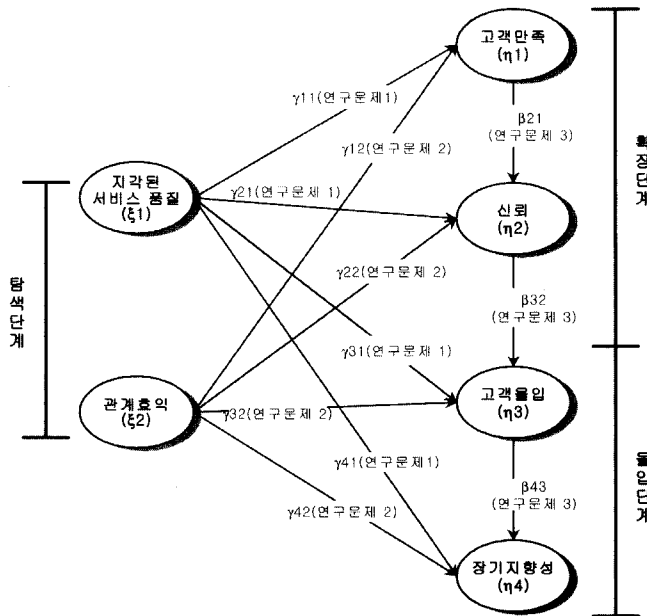 고객만족
(η1)
γ11(연구문제1)
β21
(연구문제 3)
γ12(연구문제 2)
확장단계
지각된
서비스 품질
(ξ1)
γ21(연구문제 1)
신뢰
(η2)
γ22(연구문제 2)
탐색단계
β32
(연구문제 3)
γ31(연구문제 1)
관계효익
(ξ2)
고객몰입
(η3)
γ32(연구문제 2)
γ41(연구문제1)
몰입단계
β43
(연구문제 3)
γ42(연구문제 2)
장기지향성
(η4)